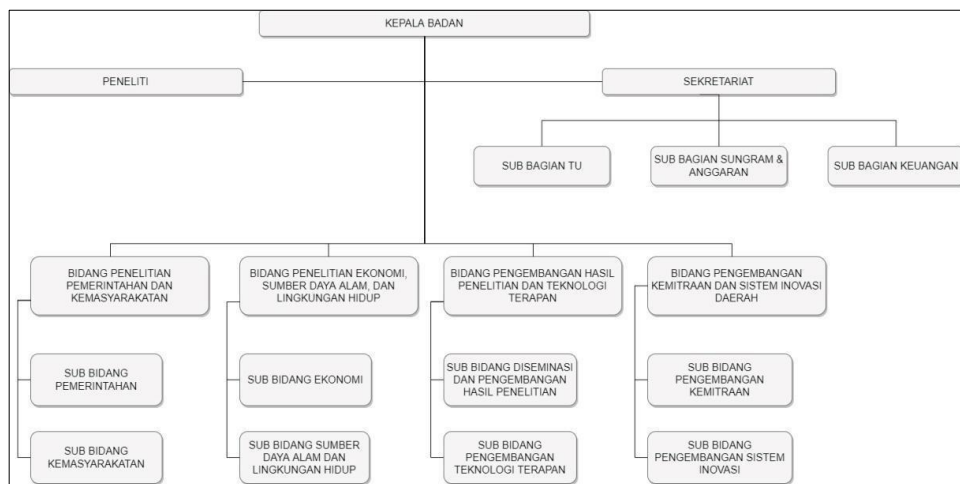 KEPALA BADAN
PENELITI
SEKRETARIAT
SUB BAGIAN TU
SUB BAGIAN SUNGRAM &
ANGGARAN
SUB BAGIAN KEUANGAN
BIDANG PENELITIAN
PEMERINTAHAN DAN
KEMASYARAKATAN
BIDANG PENELITIAN EKONOMI,
SUMBER DAYA ALAM, DAN
LINGKUNGAN HIDUP
BIDANG PENGEMBANGAN HASIL
PENELITIAN DAN TEKNOLOGI
TERAPAN
BIDANG PENGEMBANGAN
KEMITRAAN DAN SISTEM INOVASI
DAERAH
SUB BIDANG
PEMERINTAHAN
SUB BIDANG EKONOMI
SUB BIDANG DISEMINASI
DAN PENGEMBANGAN
HASIL PENELITIAN
SUB BIDANG
PENGEMBANGAN
KEMITRAAN
SUB BIDANG
KEMASYARAKATAN
SUB BIDANG SUMBER
DAYA ALAM DAN
LINGKUNGAN HIDUP
SUB BIDANG
PENGEMBANGAN
TEKNOLOGI TERAPAN
SUB BIDANG
PENGEMBANGAN SISTEM
INOVASI